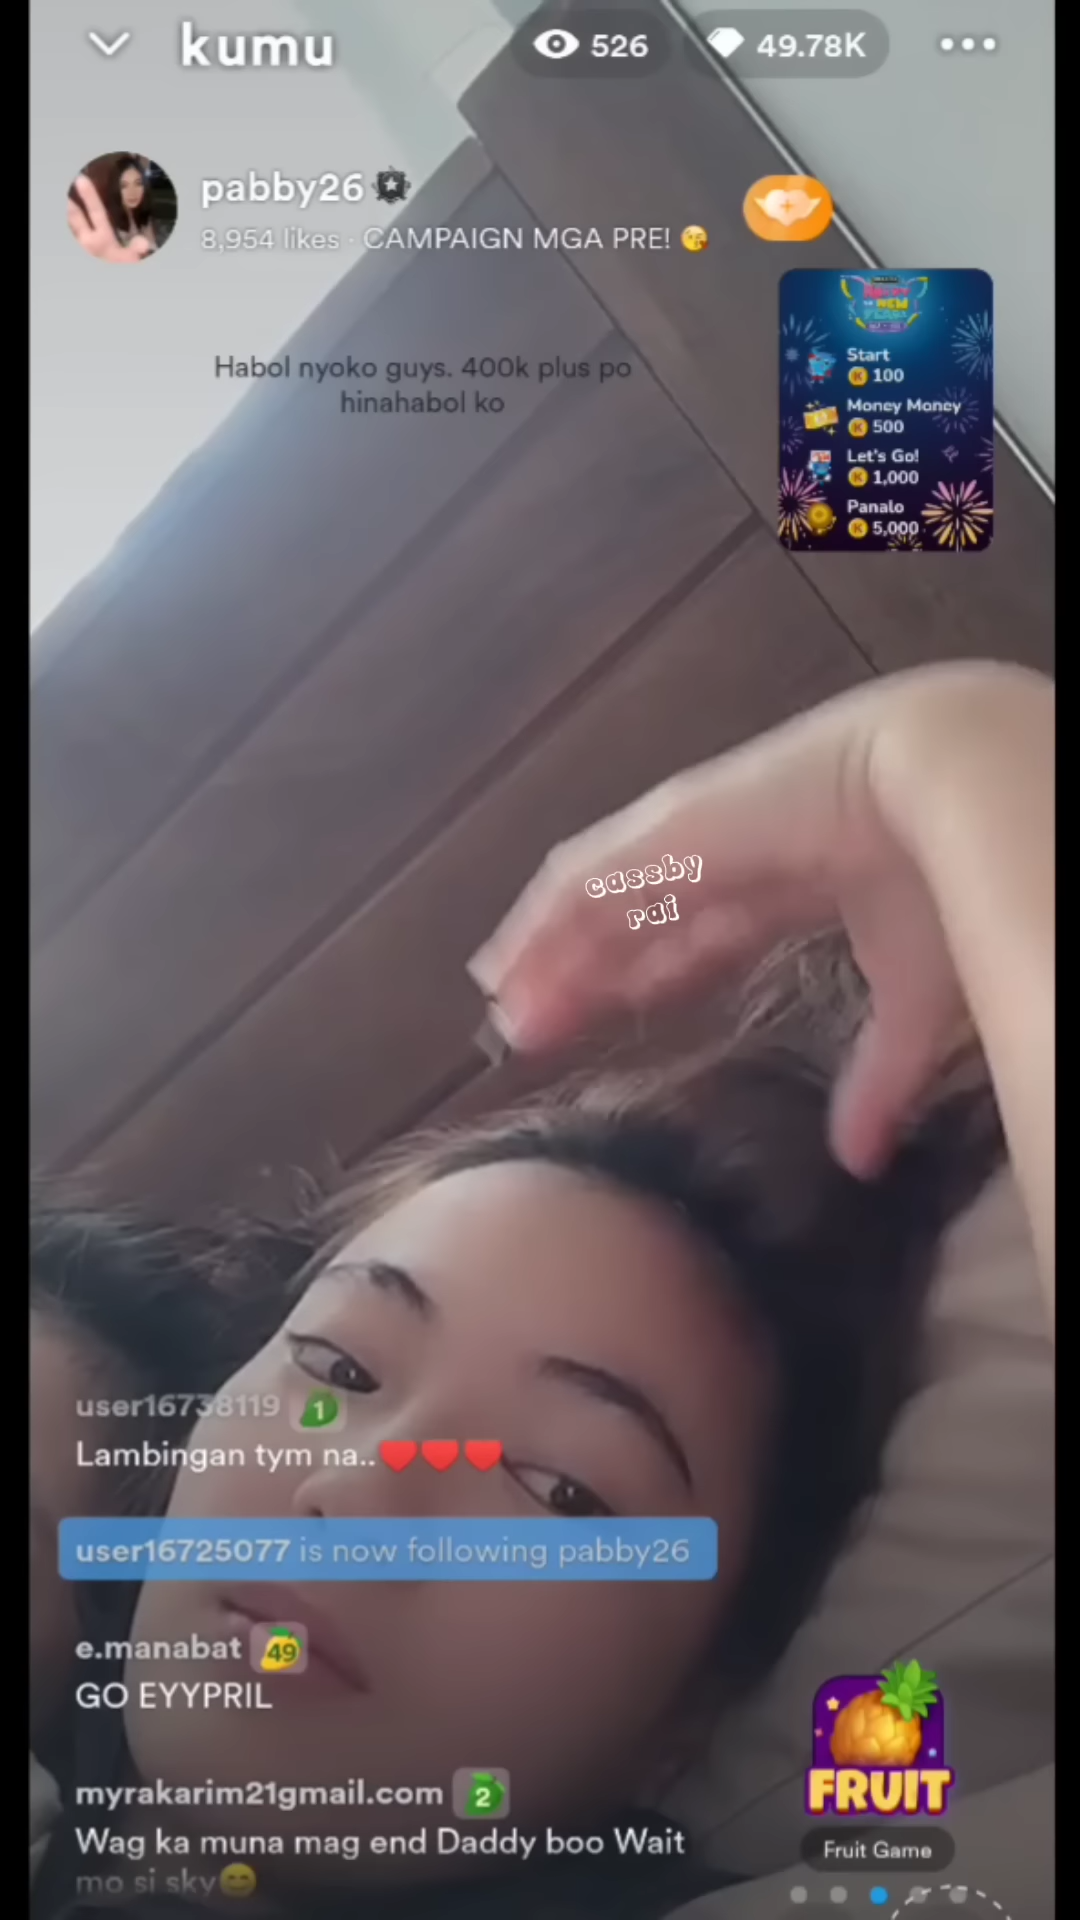 kumu
526
49.78K
pabby26
8,954 likes · CAMPAIGN MGA PRE! 😘
Habol nyoko guys. 400k plus po
hinahabol ko
NEW
YEAR
Start
K 100
Money Money
K 500
Let's Go!
K 1,000
Panalo
K 5,000
cassby
rai
user16738119 1
Lambingan tym na..❤️❤️❤️
user16725077 is now following pabby26
e.manabat 49
GO EYYPRIL
myrakarim21gmail.com 2
Wag ka muna mag end Daddy boo Wait
mo si sky😄
FRUIT
Fruit Game